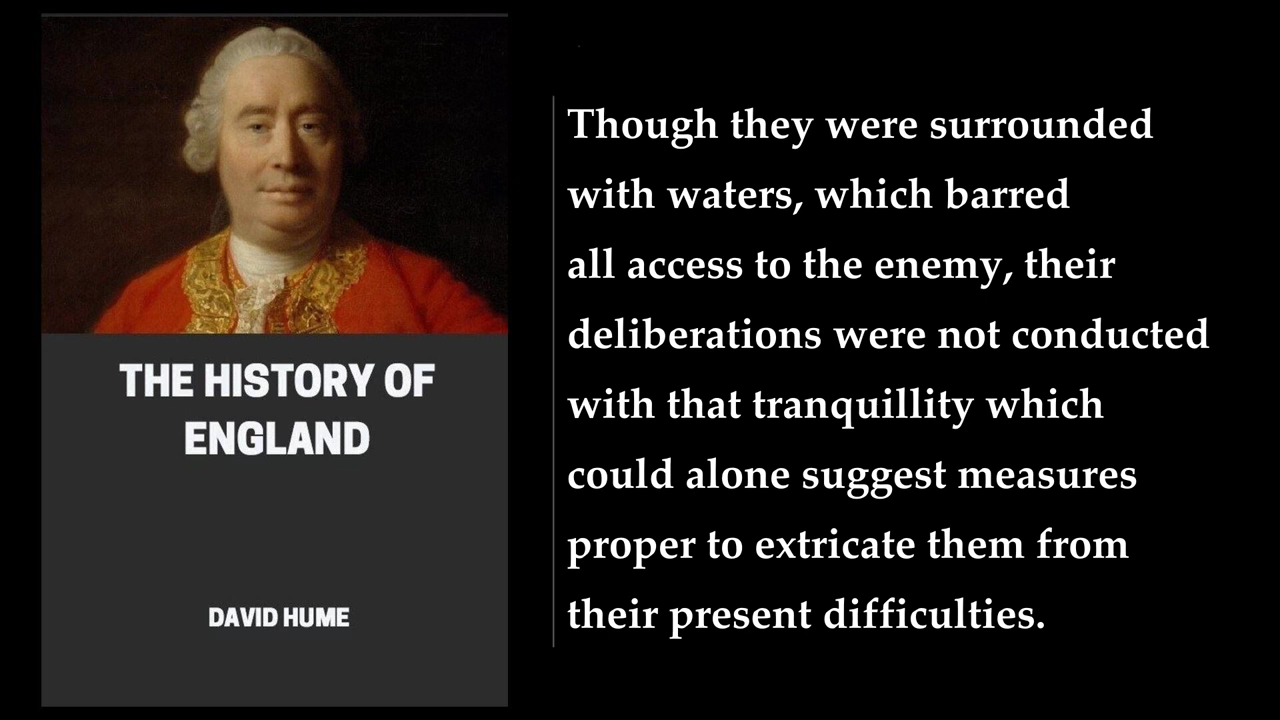 THE HISTORY OF
ENGLAND
DAVID HUME
Though they were surrounded
with waters, which barred
all access to the enemy, their
deliberations were not conducted
with that tranquillity which
could alone suggest measures
proper to extricate them from
their present difficulties.